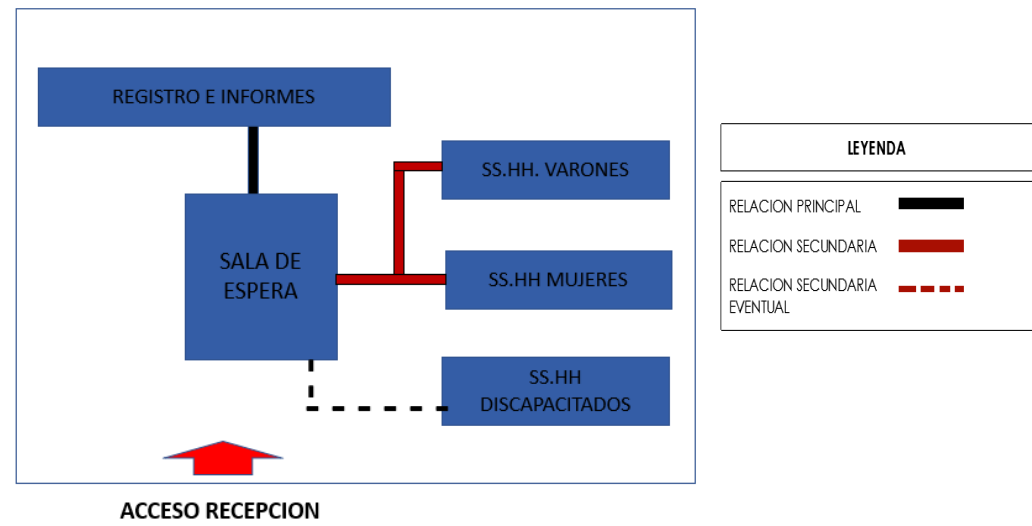 REGISTRO E INFORMES
SS.HH. VARONES
SALA DE
ESPERA
SS.HH MUJERES
SS.HH
DISCAPACITADOS
ACCESO RECEPCION
LEYENDA
RELACION PRINCIPAL
RELACION SECUNDARIA
RELACION SECUNDARIA
EVENTUAL